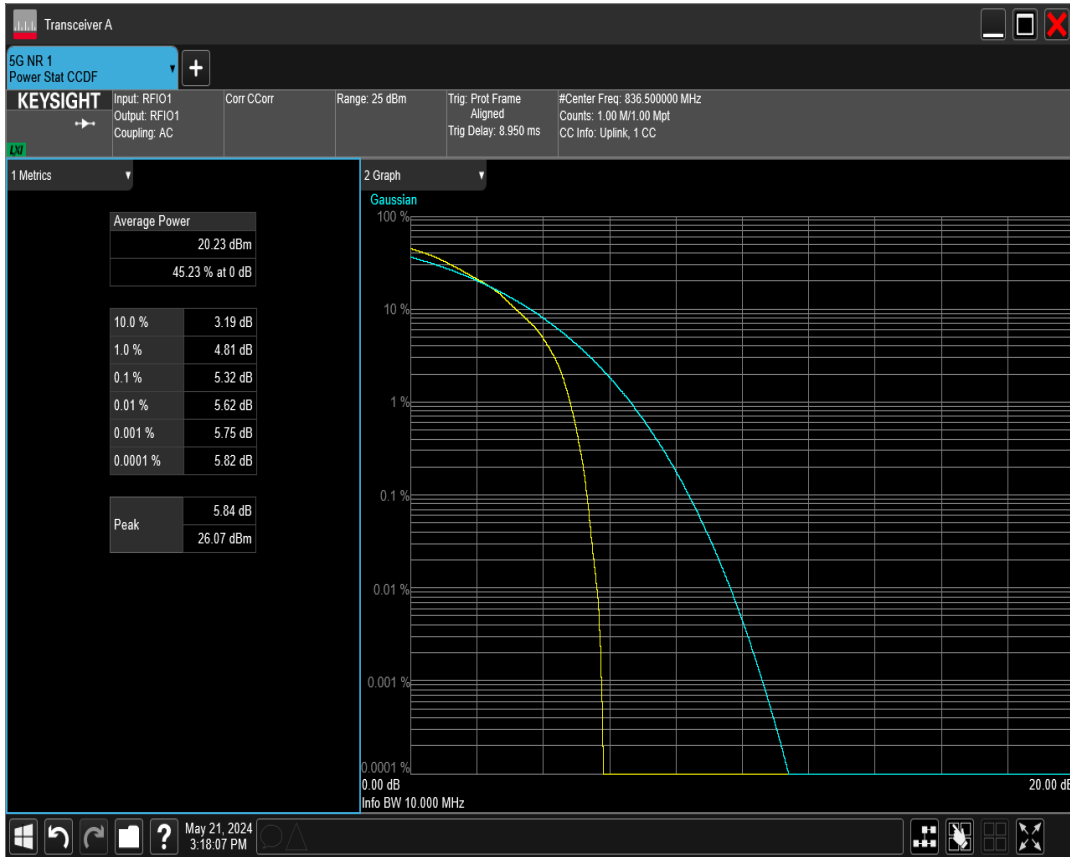 Transceiver A
5G NR 1
Power Stat CCDF
KEYSIGHT
LXI
Input: RFIO1
Output: RFIO1
Coupling: AC
Corr CCorr
Range: 25 dBm
Trig: Prot Frame
Aligned
Trig Delay: 8.950 ms
#Center Freq: 836.500000 MHz
Counts: 1.00 M/1.00 Mpt
CC Info: Uplink, 1 CC
1 Metrics
Average Power
20.23 dBm
45.23 % at 0 dB
10.0 % 3.19 dB
1.0 % 4.81 dB
0.1 % 5.32 dB
0.01 % 5.62 dB
0.001 % 5.75 dB
0.0001 % 5.82 dB
Peak 5.84 dB
26.07 dBm
2 Graph
Gaussian
100 %
10 %
1 %
0.1 %
0.01 %
0.001 %
0.0001 %
0.00 dB 20.00 dB
Info BW 10.000 MHz
May 21, 2024
3:18:07 PM